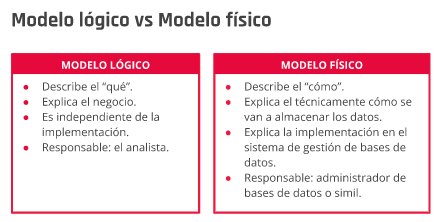 Modelo lógico vs Modelo físico
MODELO LÓGICO
● Describe el “qué”.
● Explica el negocio.
● Es independiente de la
implementación.
● Responsable: el analista.
MODELO FÍSICO
● Describe el “cómo”.
● Explica el técnicamente cómo se
van a almacenar los datos.
● Explica la implementación en el
sistema de gestión de bases de
datos.
● Responsable: administrador de
bases de datos o simil.